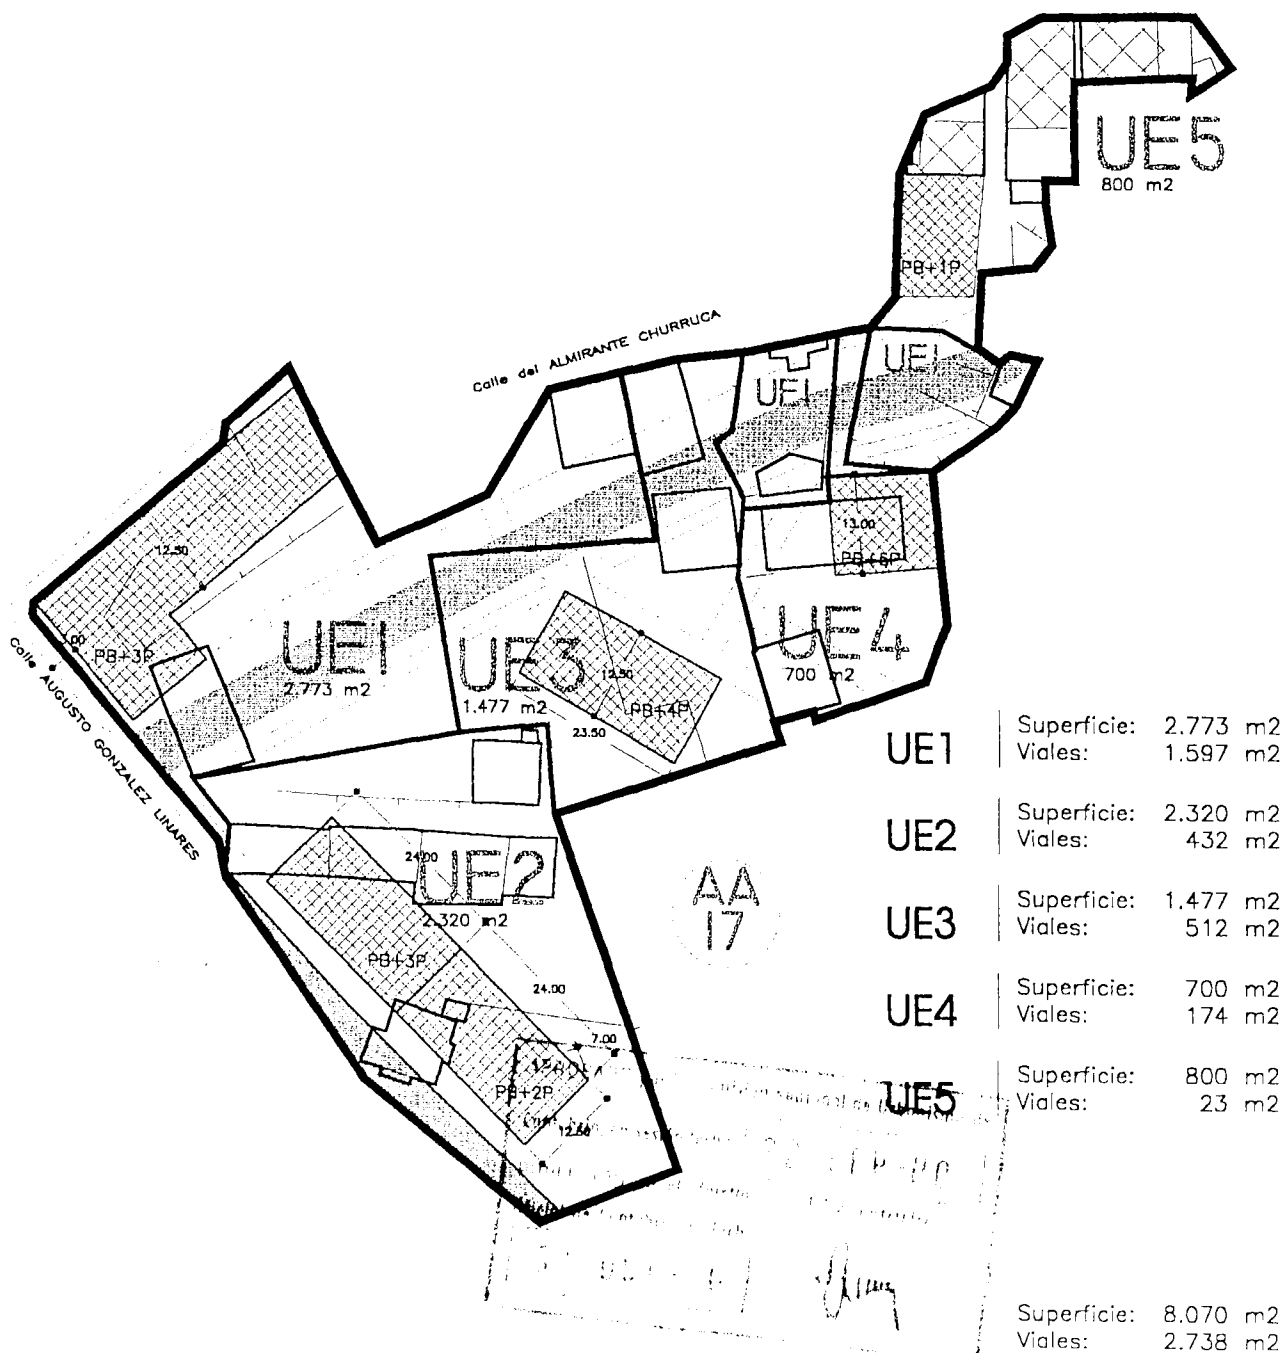 UE5
800 m2
PB+1P
Calle del ALMIRANTE CHURRUCA
UE1
UE1
12.50
13.00
PB+6P
PB+3P
UE1
2.773 m2
UE3
1.477 m2
12.50
PB+4P
23.50
UE4
700 m2
Calle AUGUSTO GONZALEZ LINARES
24.00
UE2
2.320 m2
PB+3P
24.00
7.00
PB+2P
12.50
AA
17
UE1
Superficie: 2.773 m2
Viales: 1.597 m2
UE2
Superficie: 2.320 m2
Viales: 432 m2
UE3
Superficie: 1.477 m2
Viales: 512 m2
UE4
Superficie: 700 m2
Viales: 174 m2
UE5
Superficie: 800 m2
Viales: 23 m2
Superficie: 8.070 m2
Viales: 2.738 m2